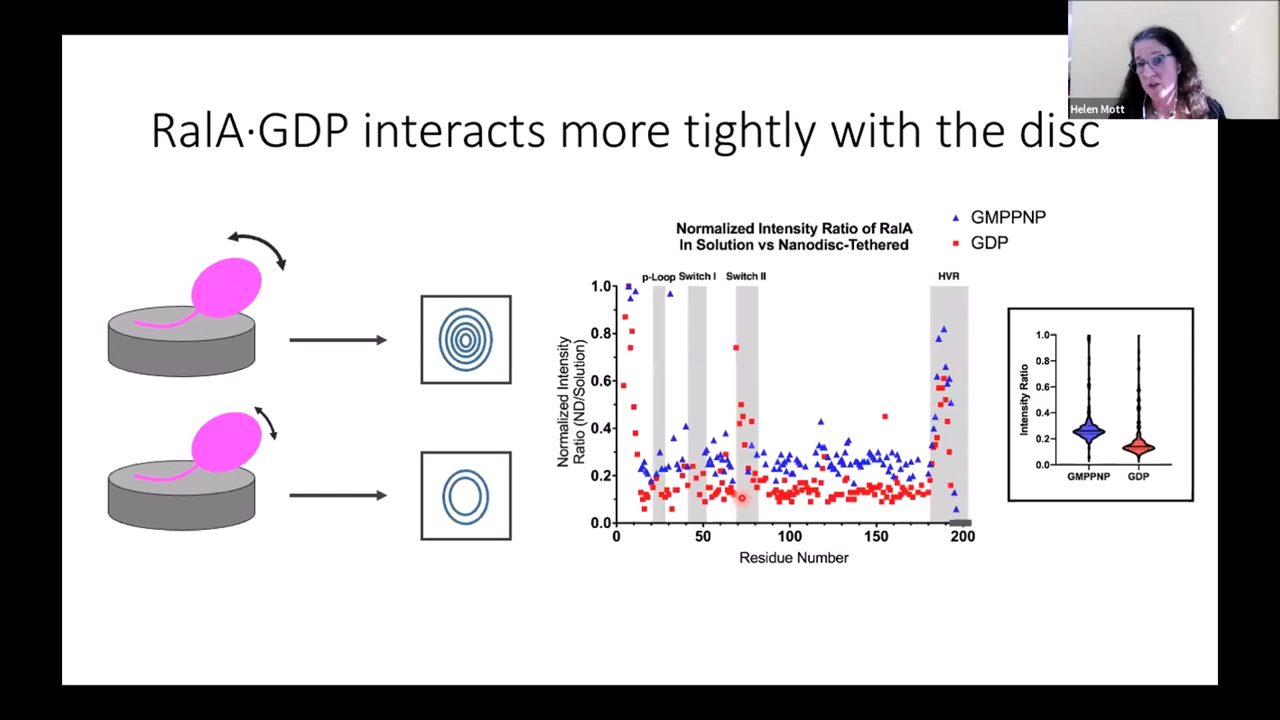 Helen Mott
RalA·GDP interacts more tightly with the disc
GMPPNP
GDP
Normalized Intensity Ratio of RalA
In Solution vs Nanodisc-Tethered
p-Loop Switch I Switch II HVR
Normalized Intensity
Ratio (ND/Solution)
1.0
0.8
0.6
0.4
0.2
0.0
0 50 100 150 200
Residue Number
Intensity Ratio
1.0
0.8
0.6
0.4
0.2
0.0
GMPPNP GDP